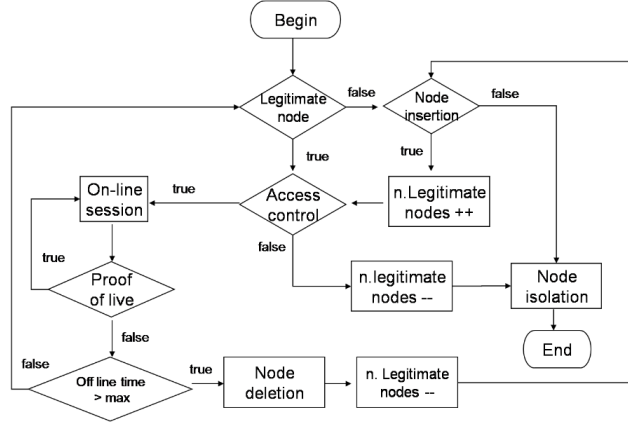 Begin
Legitimate
node
false
Node
insertion
false
true
true
On-line
session
true
Access
control
n.Legitimate
nodes ++
true
false
Proof
of live
n.legitimate
nodes --
Node
isolation
false
false
End
Off line time
> max
true
Node
deletion
n. Legitimate
nodes --